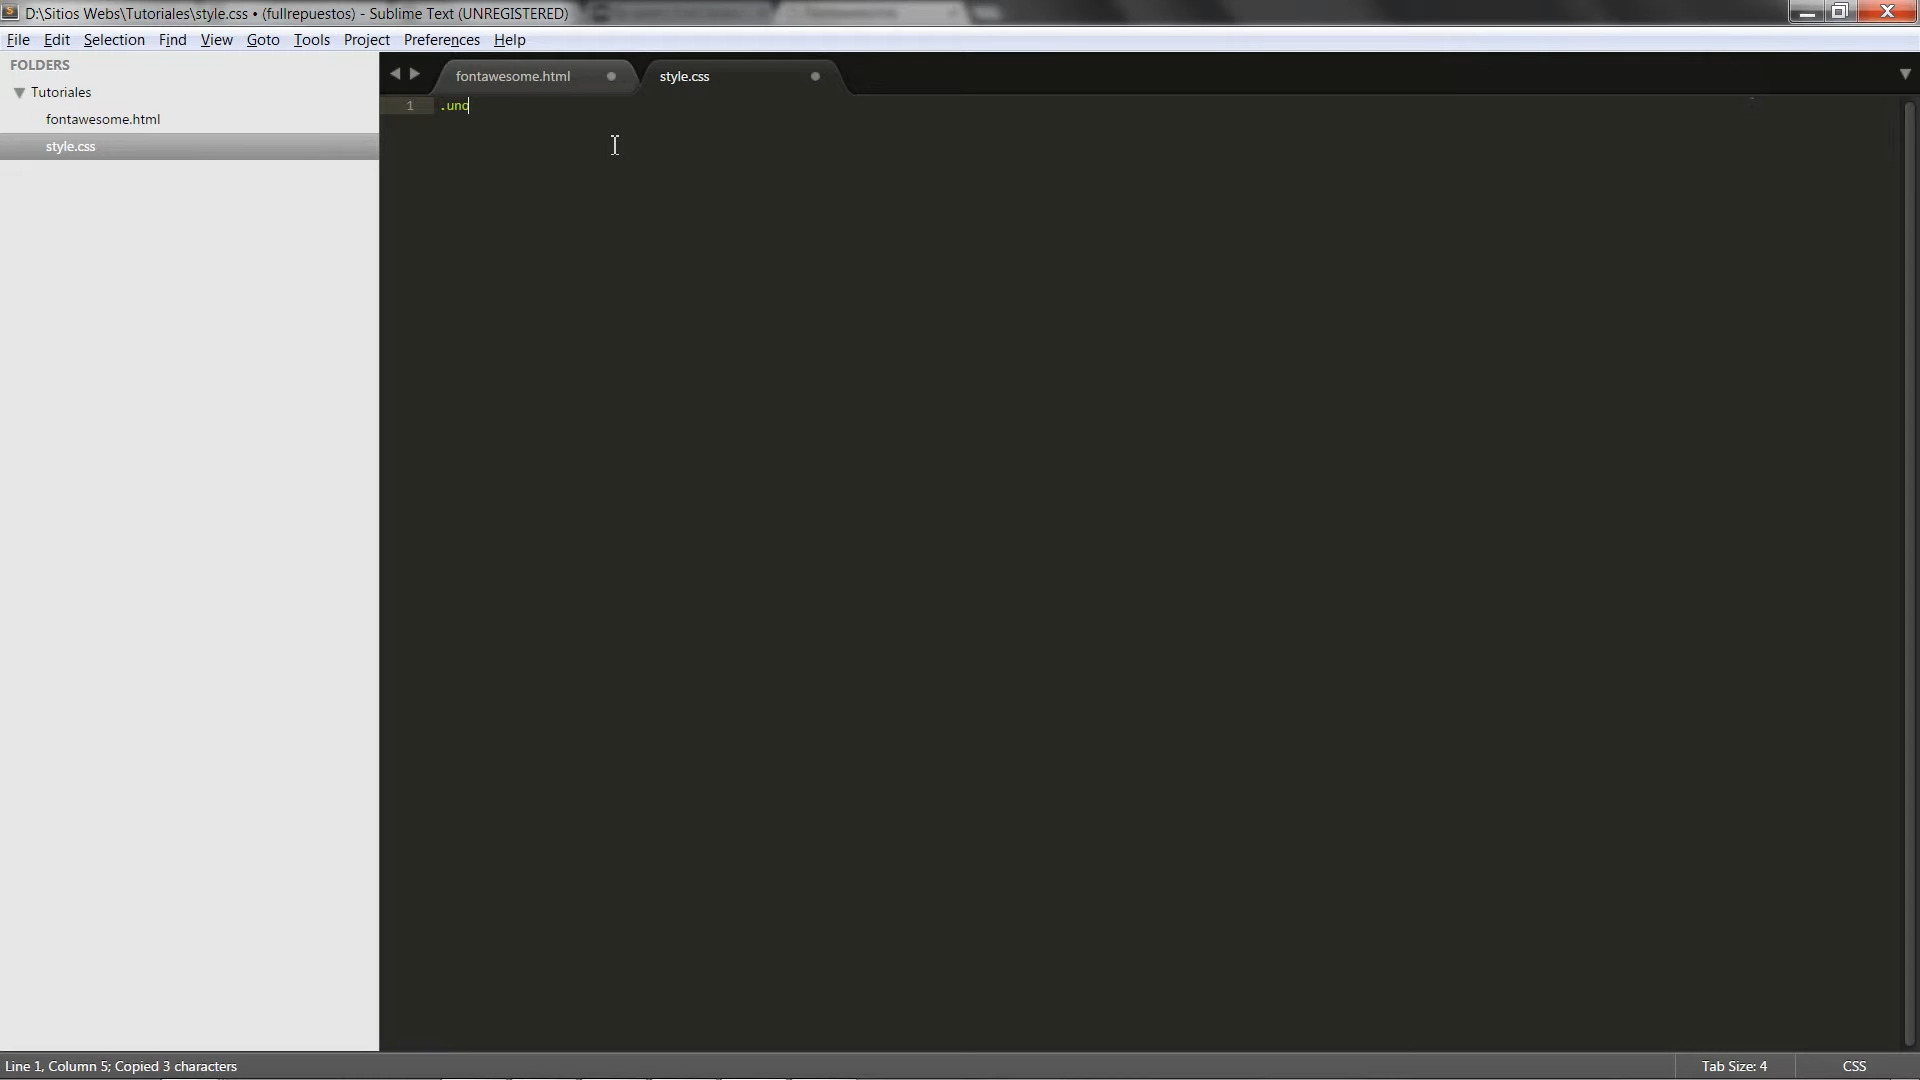 D:\Sitios Webs\Tutoriales\style.css • (fullrepuestos) - Sublime Text (UNREGISTERED)
File Edit Selection Find View Goto Tools Project Preferences Help
FOLDERS
Tutoriales
fontawesome.html
style.css
fontawesome.html style.css
1 .uno
Line 1, Column 5; Copied 3 characters Tab Size: 4 CSS